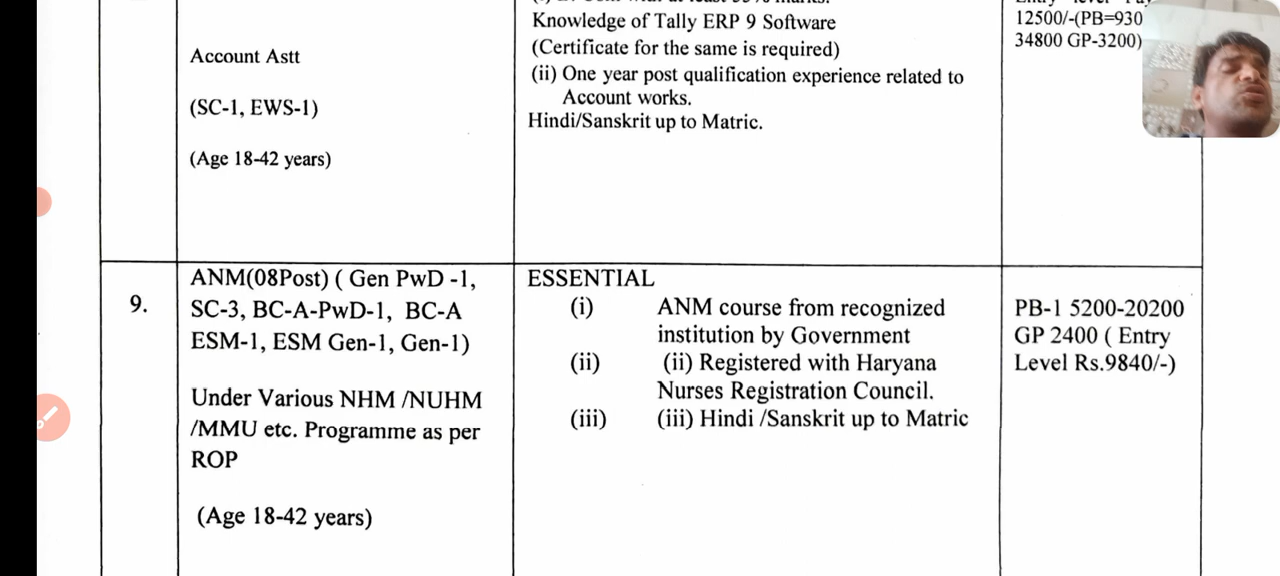 Knowledge of Tally ERP 9 Software
(Certificate for the same is required)
(ii) One year post qualification experience related to
Account works.
Hindi/Sanskrit up to Matric.
Account Astt
(SC-1, EWS-1)
(Age 18-42 years)
12500/-(PB=930
34800 GP-3200)
9.
ANM(08Post) ( Gen PwD -1,
SC-3, BC-A-PwD-1, BC-A
ESM-1, ESM Gen-1, Gen-1)
Under Various NHM /NUHM
/MMU etc. Programme as per
ROP
(Age 18-42 years)
ESSENTIAL
(i) ANM course from recognized
institution by Government
(ii) (ii) Registered with Haryana
Nurses Registration Council.
(iii) (iii) Hindi /Sanskrit up to Matric
PB-1 5200-20200
GP 2400 ( Entry
Level Rs.9840/-)